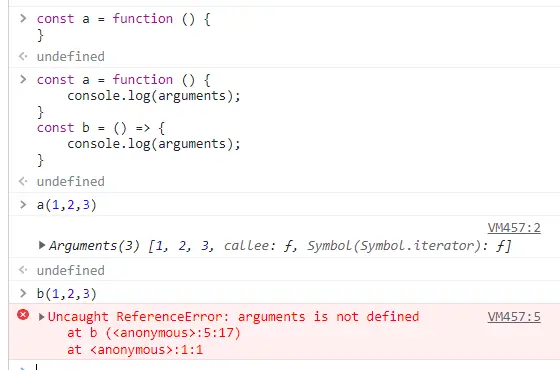 const a = function () {
}
undefined
const a = function () {
    console.log(arguments);
}
const b = () => {
    console.log(arguments);
}
undefined
a(1,2,3)
VM457:2
Arguments(3) [1, 2, 3, callee: ƒ, Symbol(Symbol.iterator): ƒ]
undefined
b(1,2,3)
Uncaught ReferenceError: arguments is not defined VM457:5
    at b (<anonymous>:5:17)
    at <anonymous>:1:1